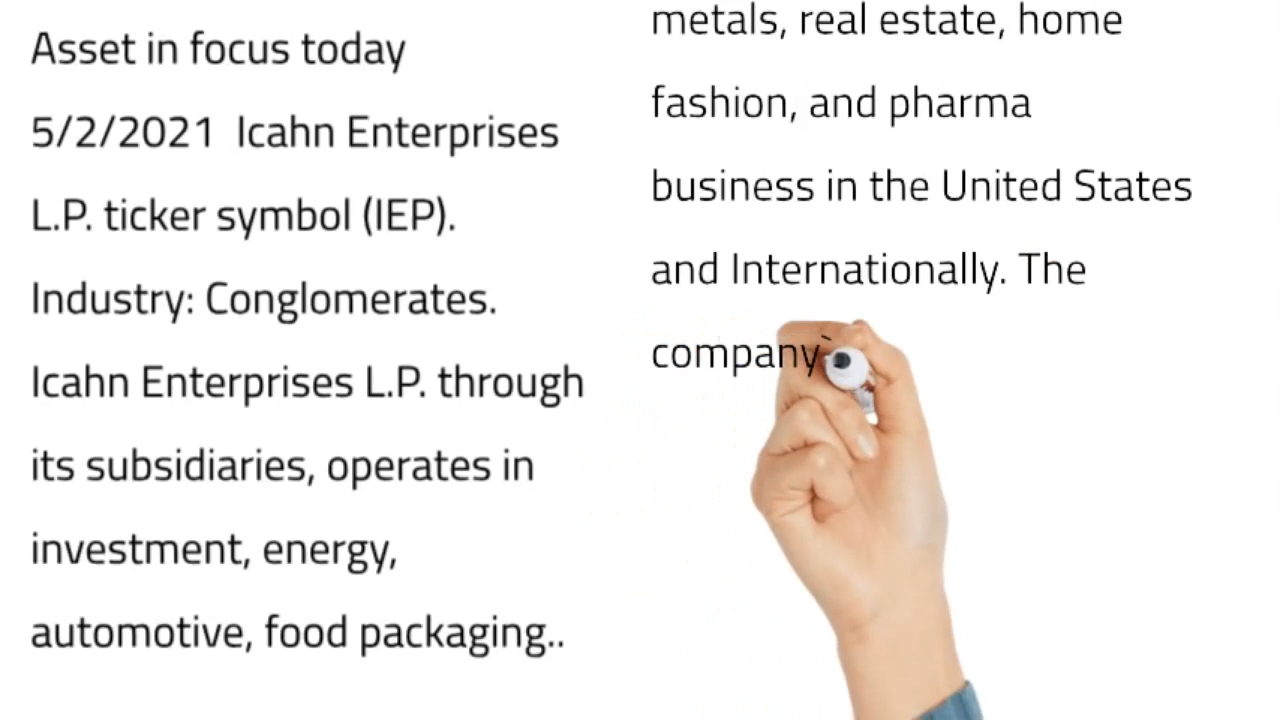 Asset in focus today
5/2/2021  Icahn Enterprises
L.P. ticker symbol (IEP).
Industry: Conglomerates.
Icahn Enterprises L.P. through
its subsidiaries, operates in
investment, energy,
automotive, food packaging..
metals, real estate, home
fashion, and pharma
business in the United States
and Internationally. The
company`